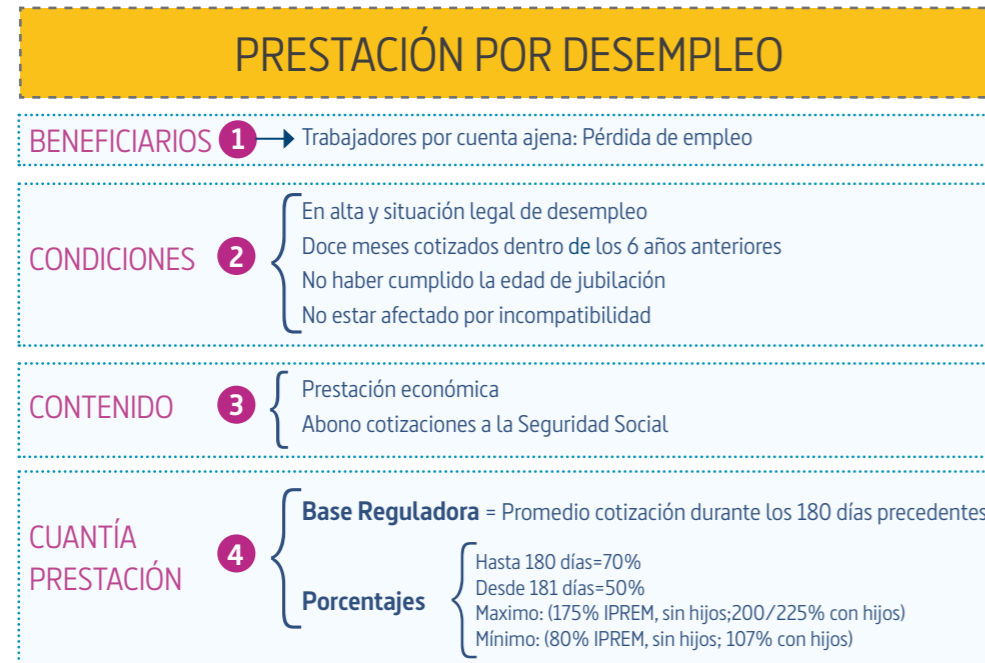 PRESTACIÓN POR DESEMPLEO
BENEFICIARIOS 1 Trabajadores por cuenta ajena: Pérdida de empleo
CONDICIONES 2
En alta y situación legal de desempleo
Doce meses cotizados dentro de los 6 años anteriores
No haber cumplido la edad de jubilación
No estar afectado por incompatibilidad
CONTENIDO 3
Prestación económica
Abono cotizaciones a la Seguridad Social
CUANTÍA
PRESTACIÓN
4
Base Reguladora = Promedio cotización durante los 180 días precedentes
Porcentajes
Hasta 180 días=70%
Desde 181 días=50%
Maximo: (175% IPREM, sin hijos;200/225% con hijos)
Mínimo: (80% IPREM, sin hijos; 107% con hijos)